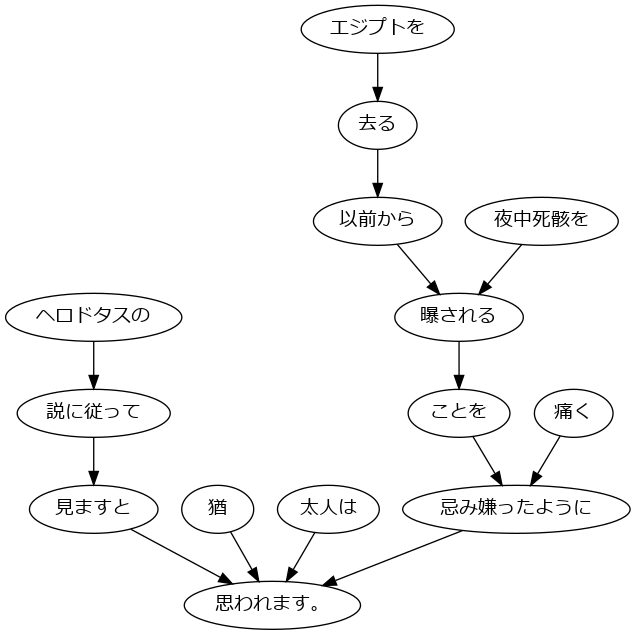 エジプトを
去る
以前から
夜中死骸を
ヘロドタスの
曝される
説に従って
ことを
痛く
見ますと
猶
太人は
忌み嫌ったように
思われます。